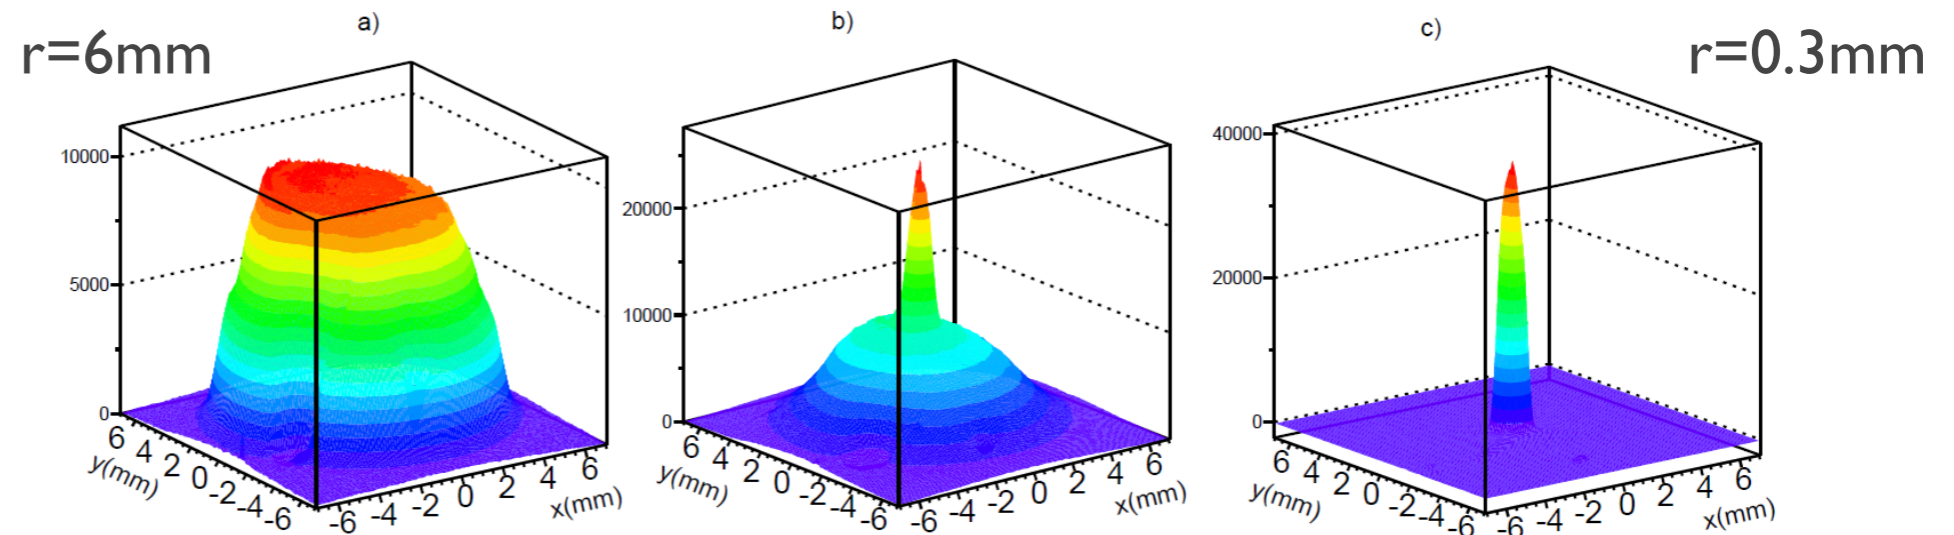 r=6mm
a)
10000
5000
0
6 4 2 0 -2 -4 -6
y(mm)
-6 -4 -2 0 2 4 6
x(mm)
b)
20000
10000
0
6 4 2 0 -2 -4 -6
y(mm)
-6 -4 -2 0 2 4 6
x(mm)
c)
r=0.3mm
40000
20000
0
6 4 2 0 -2 -4 -6
y(mm)
-6 -4 -2 0 2 4 6
x(mm)